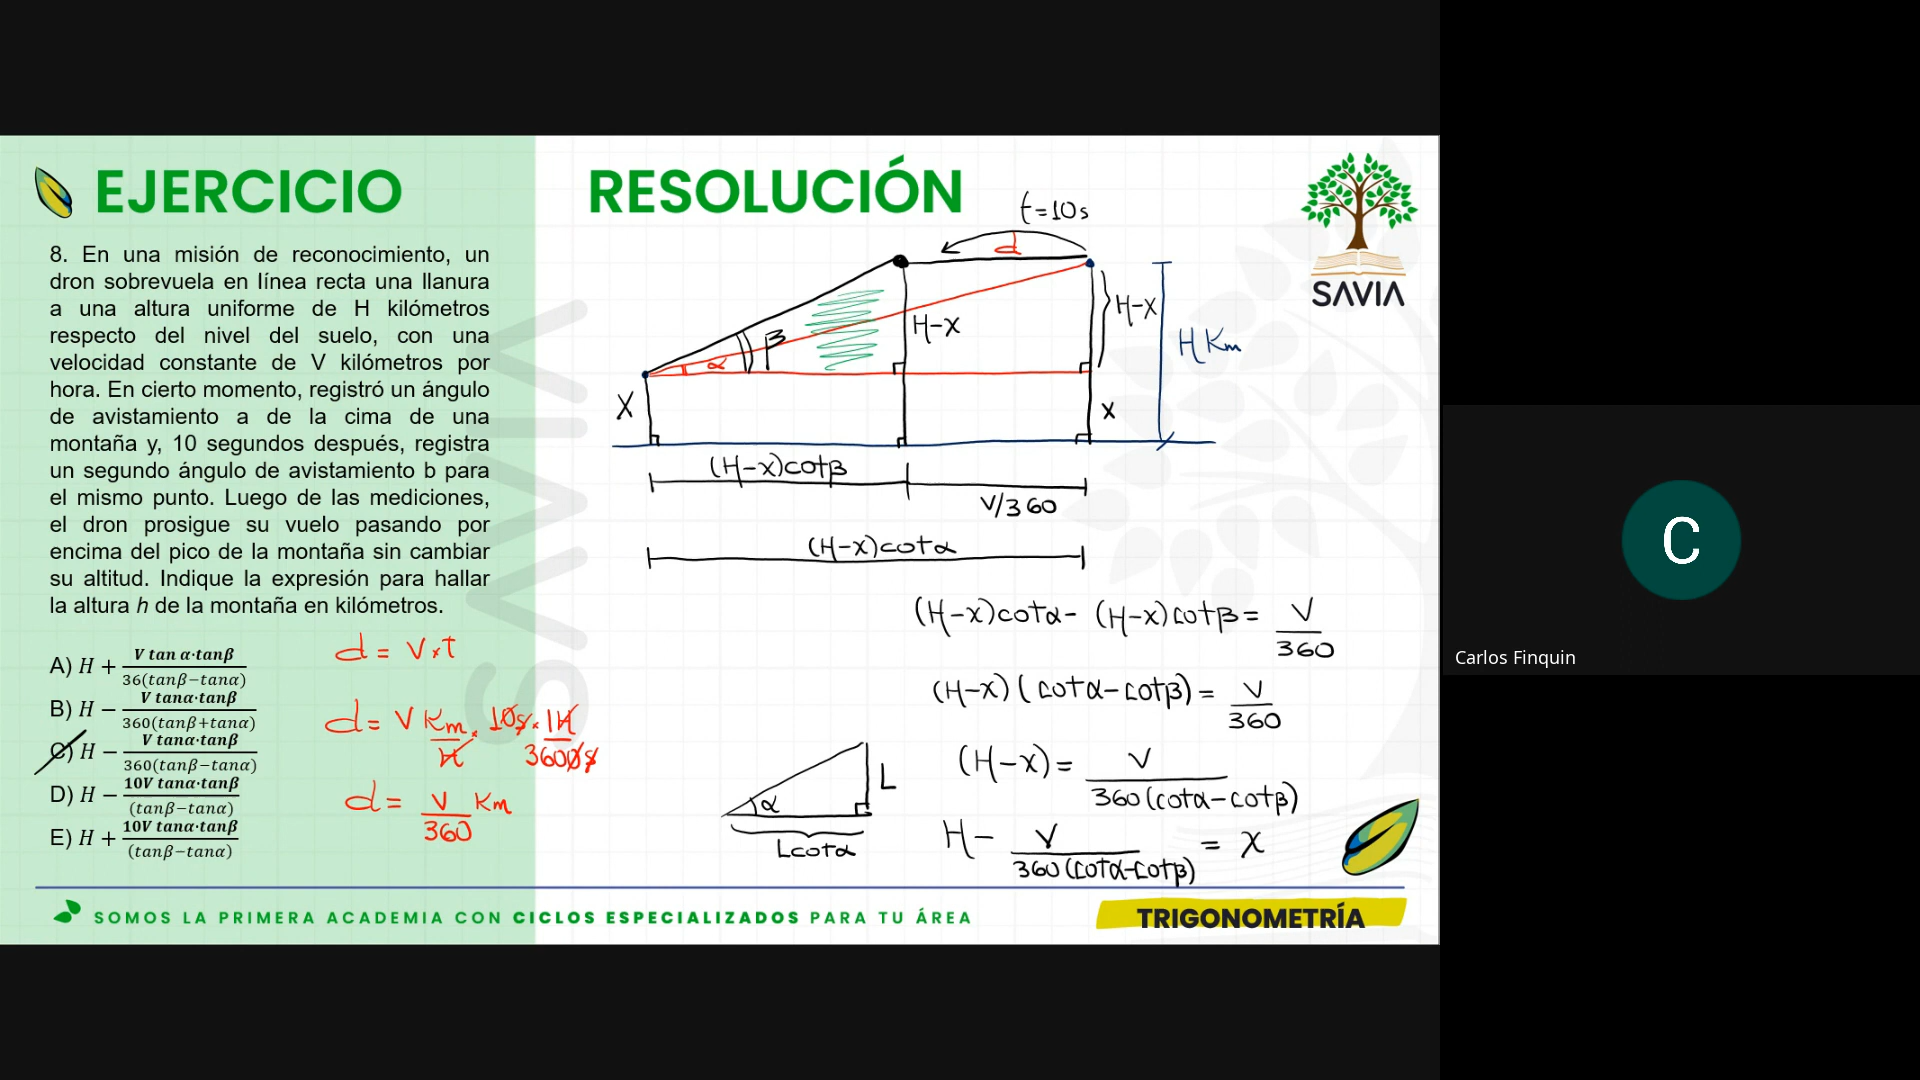 EJERCICIO
8. En una misión de reconocimiento, un
dron sobrevuela en línea recta una llanura
a una altura uniforme de H kilómetros
respecto del nivel del suelo, con una
velocidad constante de V kilómetros por
hora. En cierto momento, registró un ángulo
de avistamiento a de la cima de una
montaña y, 10 segundos después, registra
un segundo ángulo de avistamiento b para
el mismo punto. Luego de las mediciones,
el dron prosigue su vuelo pasando por
encima del pico de la montaña sin cambiar
su altitud. Indique la expresión para hallar
la altura h de la montaña en kilómetros.
A) H + V tan α·tanβ / 36(tanβ−tanα)
B) H − V tanα·tanβ / 360(tanβ+tanα)
C) H − V tanα·tanβ / 360(tanβ−tanα)
D) H − 10V tanα·tanβ / (tanβ−tanα)
E) H + 10V tanα·tanβ / (tanβ−tanα)
d = V×T
d = V Km/H × 10s × 1H/3600s
d = V/360 Km
RESOLUCIÓN
t=10s
d
H-x
H-x
H Km
β
α
X
x
(H-x)cotβ
V/360
(H-x)cotα
(H-x)cotα- (H-x)cotβ = V/360
(H-x)(cotα-cotβ) = V/360
(H-x) = V/360(cotα-cotβ)
H- V/360(cotα-cotβ) = x
α
L
Lcotα
SAVIA
SAVIA
SOMOS LA PRIMERA ACADEMIA CON CICLOS ESPECIALIZADOS PARA TU ÁREA
TRIGONOMETRÍA
C
Carlos Finquin